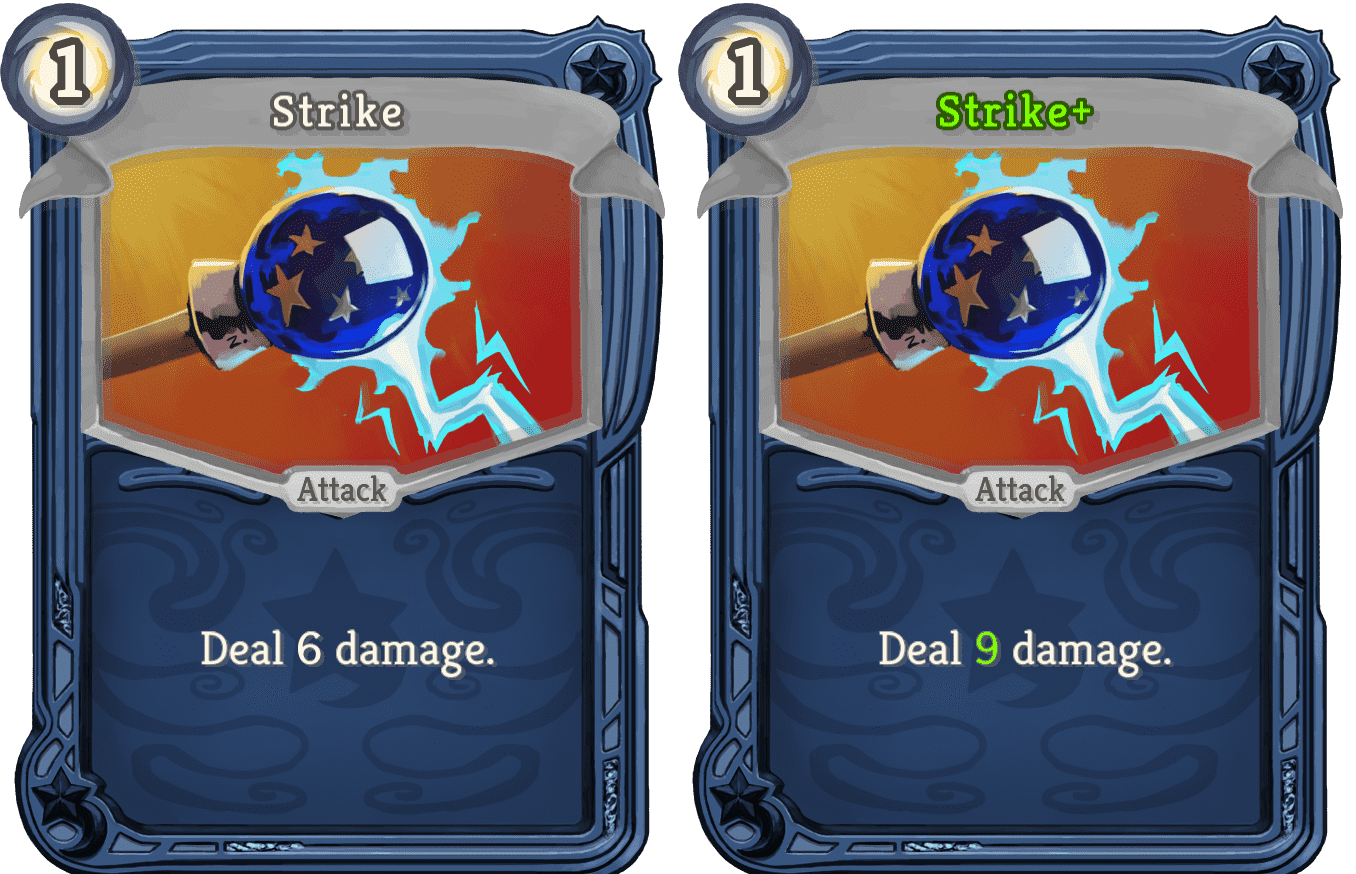 1
Strike
Attack
Deal 6 damage.
1
Strike+
Attack
Deal 9 damage.